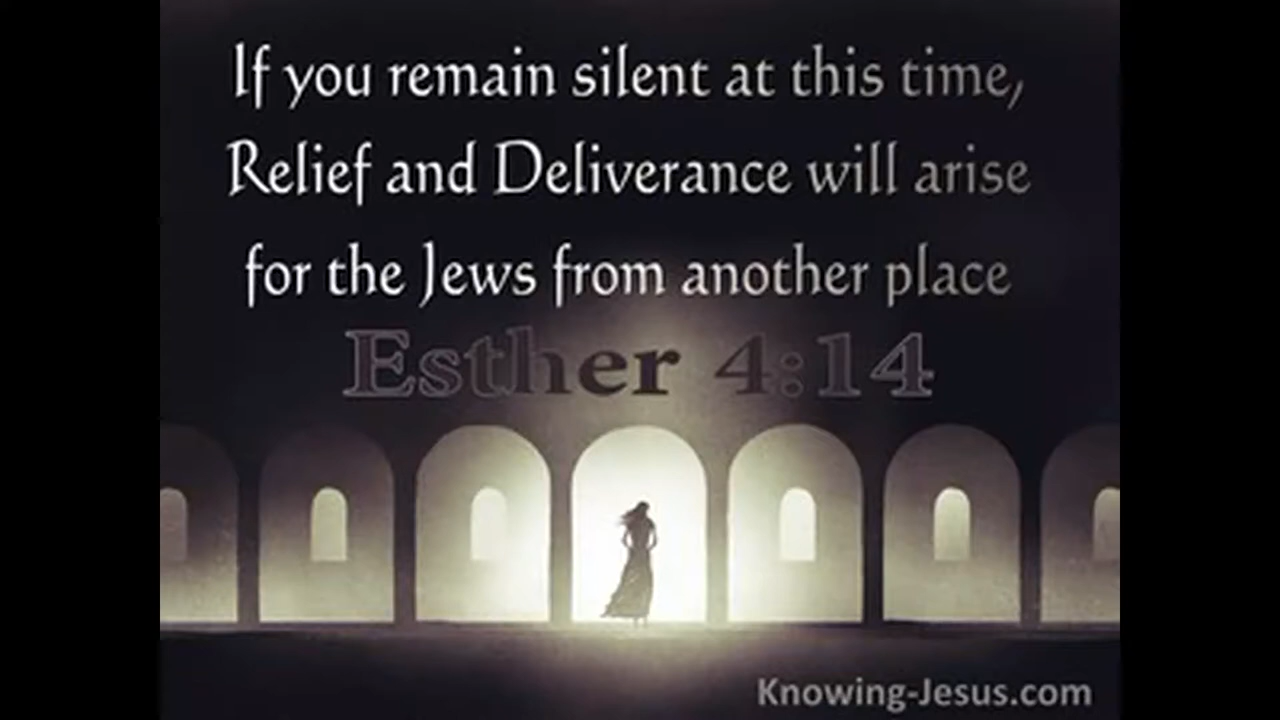 If you remain silent at this time,
Relief and Deliverance will arise
for the Jews from another place
Esther 4:14
Knowing-Jesus.com